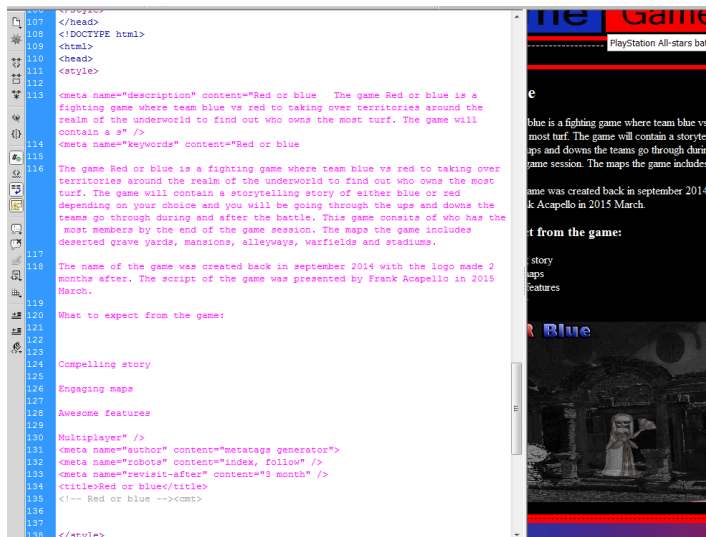 106 </style>
107 </head>
108 <!DOCTYPE html>
109 <html>
110 <head>
111 <style>
112
113 <meta name="description" content="Red or blue   The game Red or blue is a
fighting game where team blue vs red to taking over territories around the
realm of the underworld to find out who owns the most turf. The game will
contain a s" />
114 <meta name="keywords" content="Red or blue
115
116 The game Red or blue is a fighting game where team blue vs red to taking over
territories around the realm of the underworld to find out who owns the most
turf. The game will contain a storytelling story of either blue or red
depending on your choice and you will be going through the ups and downs the
teams go through during and after the battle. This game consits of who has the
most members by the end of the game session. The maps the game includes
deserted grave yards, mansions, alleyways, warfields and stadiums.
117
118 The name of the game was created back in september 2014 with the logo made 2
months after. The script of the game was presented by Frank Acapello in 2015
March.
119
120 What to expect from the game:
121
122
123
124 Compelling story
125
126 Engaging maps
127
128 Awesome features
129
130 Multiplayer" />
131 <meta name="author" content="metatags generator">
132 <meta name="robots" content="index, follow" />
133 <meta name="revisit-after" content="3 month" />
134 <title>Red or blue</title>
135 <!-- Red or blue --><cmt>
136
137
138 </style>
me Game
PlayStation All-stars bat
e
blue is a fighting game where team blue vs
most turf. The game will contain a storyte
ups and downs the teams go through durin
game session. The maps the game includes
ame was created back in september 2014
k Acapello in 2015 March.
t from the game:
story
maps
features
R Blue